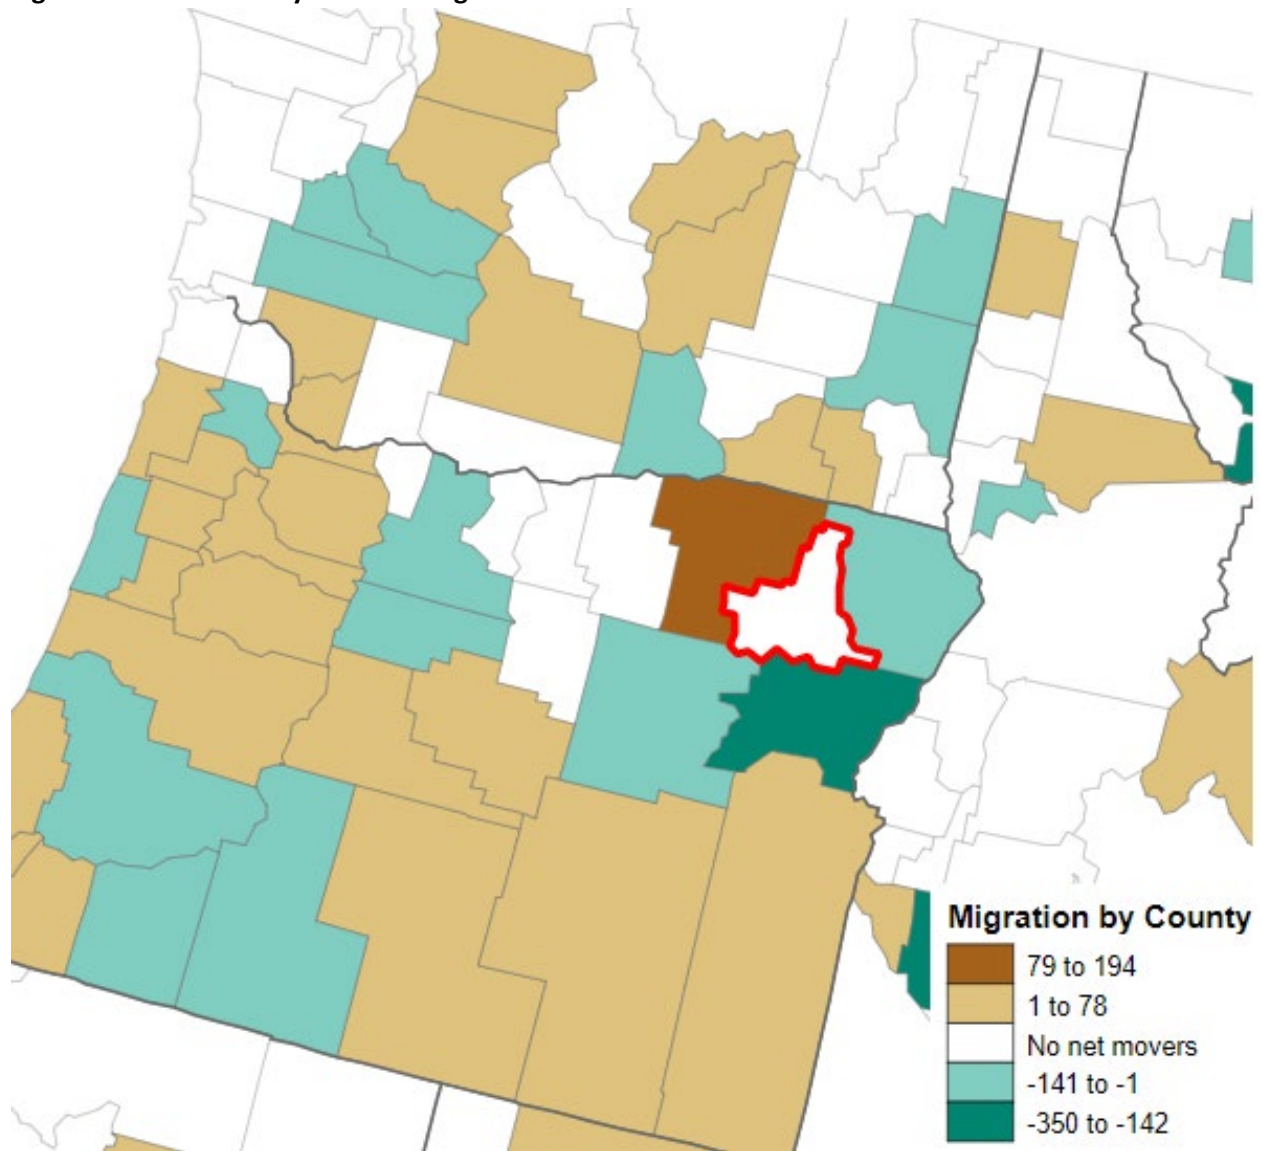 Migration by County
79 to 194
1 to 78
No net movers
-141 to -1
-350 to -142